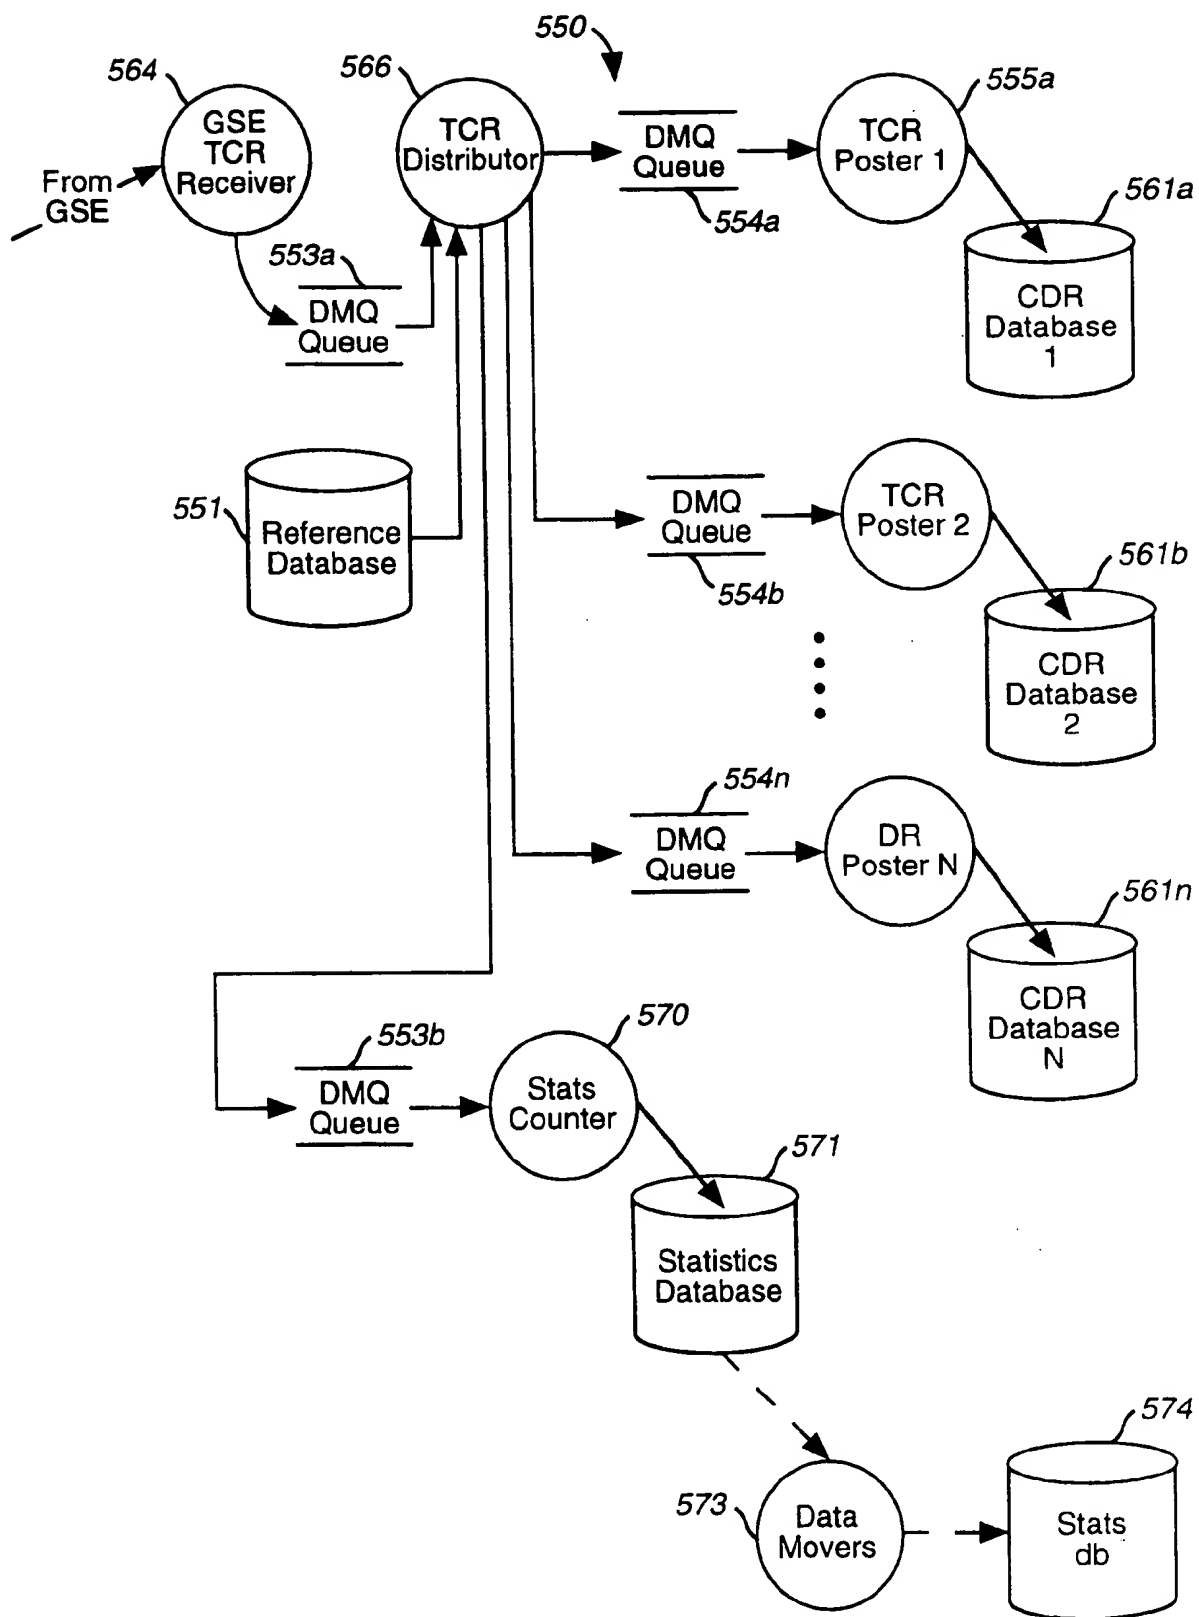 550
564
566
555a
GSE
TCR
Receiver
TCR
Distributor
DMQ
Queue
TCR
Poster 1
From
GSE
554a
561a
553a
DMQ
Queue
CDR
Database
1
551
Reference
Database
DMQ
Queue
TCR
Poster 2
554b
561b
CDR
Database
2
554n
DMQ
Queue
DR
Poster N
561n
CDR
Database
N
553b
570
DMQ
Queue
Stats
Counter
571
Statistics
Database
574
573
Data
Movers
Stats
db